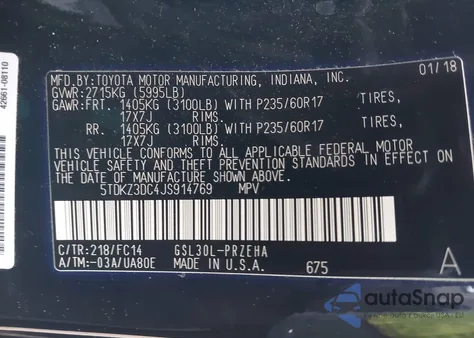 42661-08110
MFD.BY:TOYOTA MOTOR MANUFACTURING, INDIANA, INC.
GVWR:2715KG (5995LB) 01/18
GAWR:FRT. 1405KG (3100LB) WITH P235/60R17 TIRES,
17X7J RIMS.
RR. 1405KG (3100LB) WITH P235/60R17 TIRES,
17X7J RIMS.
THIS VEHICLE CONFORMS TO ALL APPLICABLE FEDERAL MOTOR
VEHICLE SAFETY AND THEFT PREVENTION STANDARDS IN EFFECT ON
THE DATE OF MANUFACTURE SHOWN ABOVE.
5TDKZ3DC4JS914769 MPV
C/TR:218/FC14 GSL30L-PRZEHA
A/TM:-03A/UA80E MADE IN U.S.A. 675 A
autoSnap